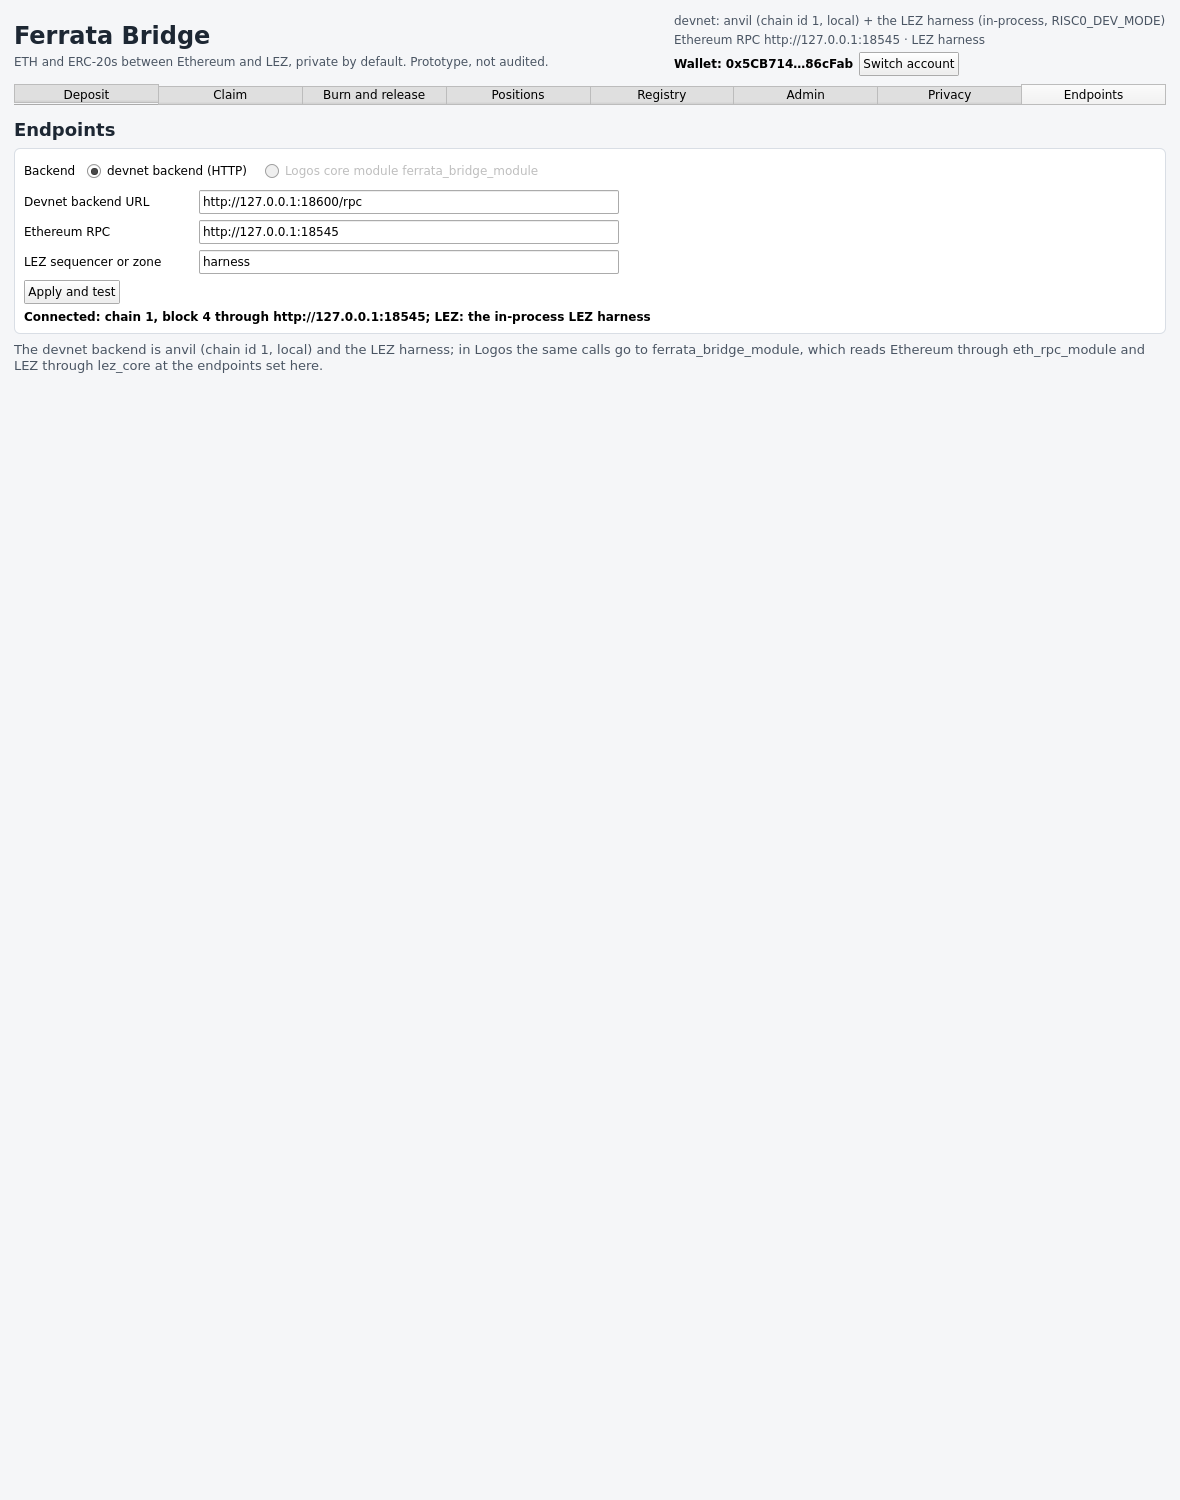 Ferrata Bridge
ETH and ERC-20s between Ethereum and LEZ, private by default. Prototype, not audited.
devnet: anvil (chain id 1, local) + the LEZ harness (in-process, RISC0_DEV_MODE)
Ethereum RPC http://127.0.0.1:18545 · LEZ harness
Wallet: 0x5CB714…86cFab Switch account
Deposit Claim Burn and release Positions Registry Admin Privacy Endpoints
Endpoints
Backend devnet backend (HTTP) Logos core module ferrata_bridge_module
Devnet backend URL http://127.0.0.1:18600/rpc
Ethereum RPC http://127.0.0.1:18545
LEZ sequencer or zone harness
Apply and test
Connected: chain 1, block 4 through http://127.0.0.1:18545; LEZ: the in-process LEZ harness
The devnet backend is anvil (chain id 1, local) and the LEZ harness; in Logos the same calls go to ferrata_bridge_module, which reads Ethereum through eth_rpc_module and
LEZ through lez_core at the endpoints set here.